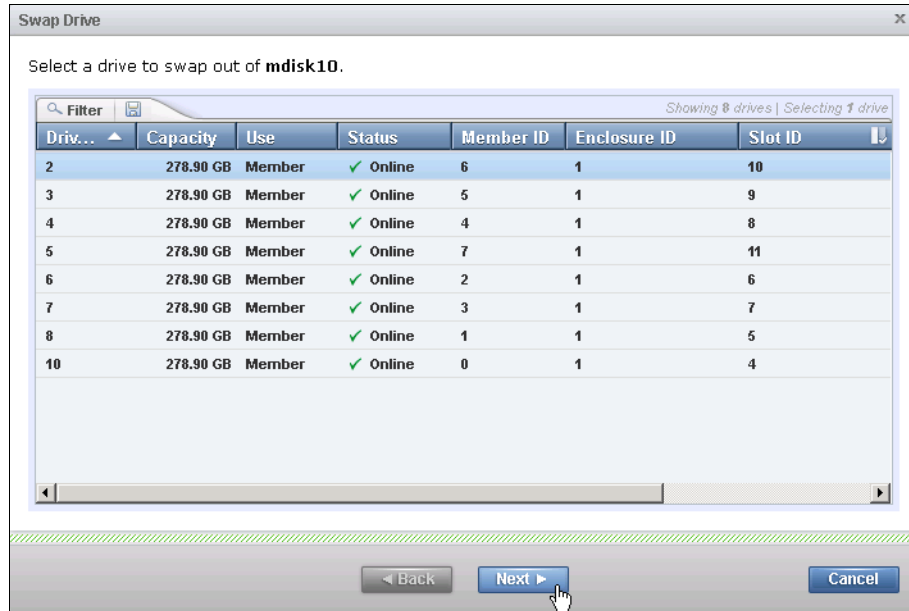 Swap Drive x
Select a drive to swap out of mdisk10.
Filter Showing 8 drives | Selecting 1 drive
Driv... Capacity Use Status Member ID Enclosure ID Slot ID
2 278.90 GB Member Online 6 1 10
3 278.90 GB Member Online 5 1 9
4 278.90 GB Member Online 4 1 8
5 278.90 GB Member Online 7 1 11
6 278.90 GB Member Online 2 1 6
7 278.90 GB Member Online 3 1 7
8 278.90 GB Member Online 1 1 5
10 278.90 GB Member Online 0 1 4
Back Next Cancel